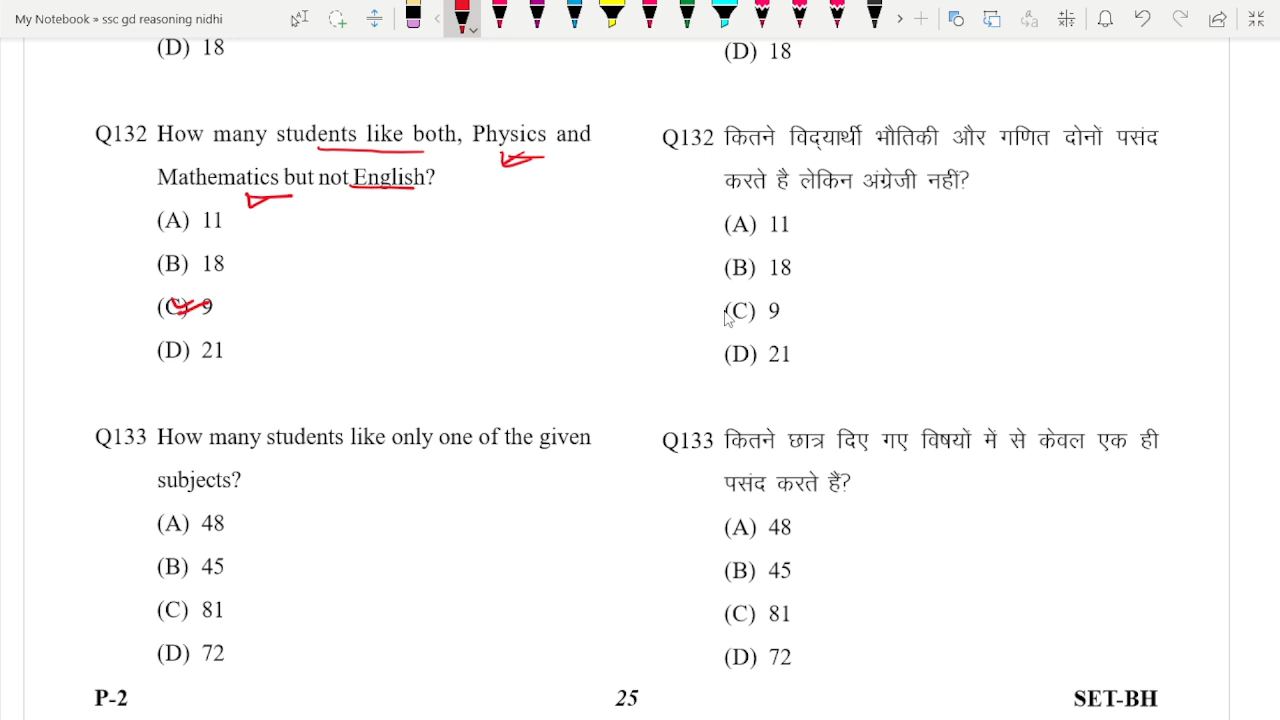 My Notebook » ssc gd reasoning nidhi
(D) 18
Q132 How many students like both, Physics and
Mathematics but not English?
(A) 11
(B) 18
(C) 9
(D) 21
Q133 How many students like only one of the given
subjects?
(A) 48
(B) 45
(C) 81
(D) 72
(D) 18
Q132 कितने विद्यार्थी भौतिकी और गणित दोनों पसंद
करते है लेकिन अंग्रेजी नहीं?
(A) 11
(B) 18
(C) 9
(D) 21
Q133 कितने छात्र दिए गए विषयों में से केवल एक ही
पसंद करते हैं?
(A) 48
(B) 45
(C) 81
(D) 72
P-2
25
SET-BH